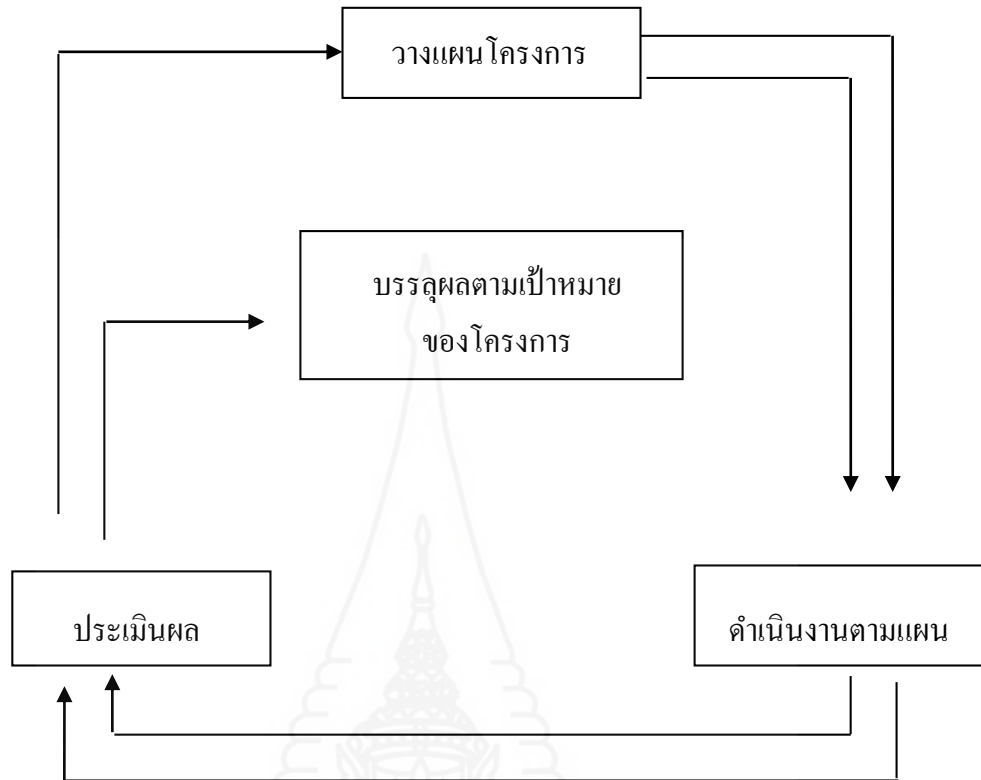 วางแผนโครงการ
บรรลุผลตามเป้าหมาย
ของโครงการ
ประเมินผล
ดำเนินงานตามแผน